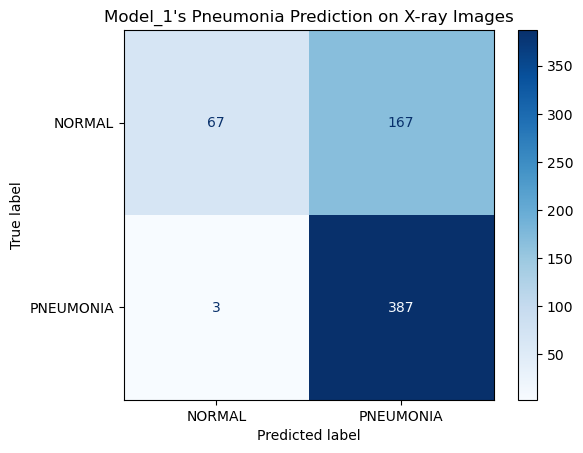 Model_1's Pneumonia Prediction on X-ray Images
True label
NORMAL
67
167
PNEUMONIA
3
387
NORMAL
PNEUMONIA
Predicted label
350
300
250
200
150
100
50